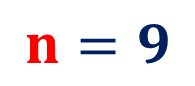 n = 9